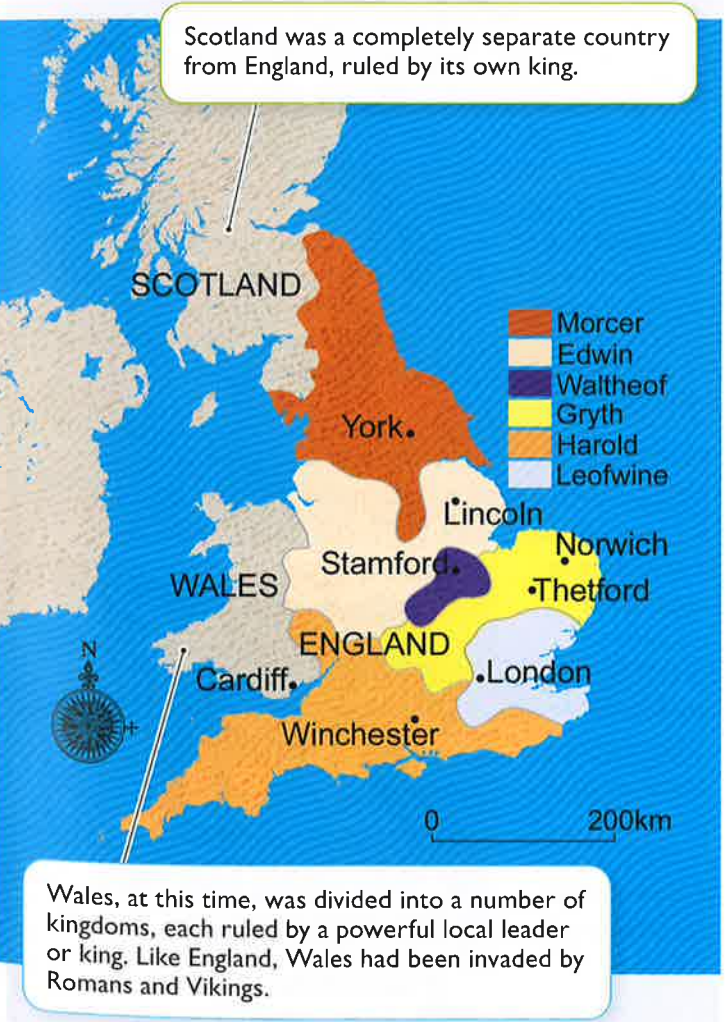 Scotland was a completely separate country
from England, ruled by its own king.
SCOTLAND
Morcer
Edwin
Waltheof
Gryth
Harold
Leofwine
York
Lincoln
Stamford
Norwich
Thetford
WALES
N
ENGLAND
London
Cardiff
Winchester
0 200km
Wales, at this time, was divided into a number of
kingdoms, each ruled by a powerful local leader
or king. Like England, Wales had been invaded by
Romans and Vikings.